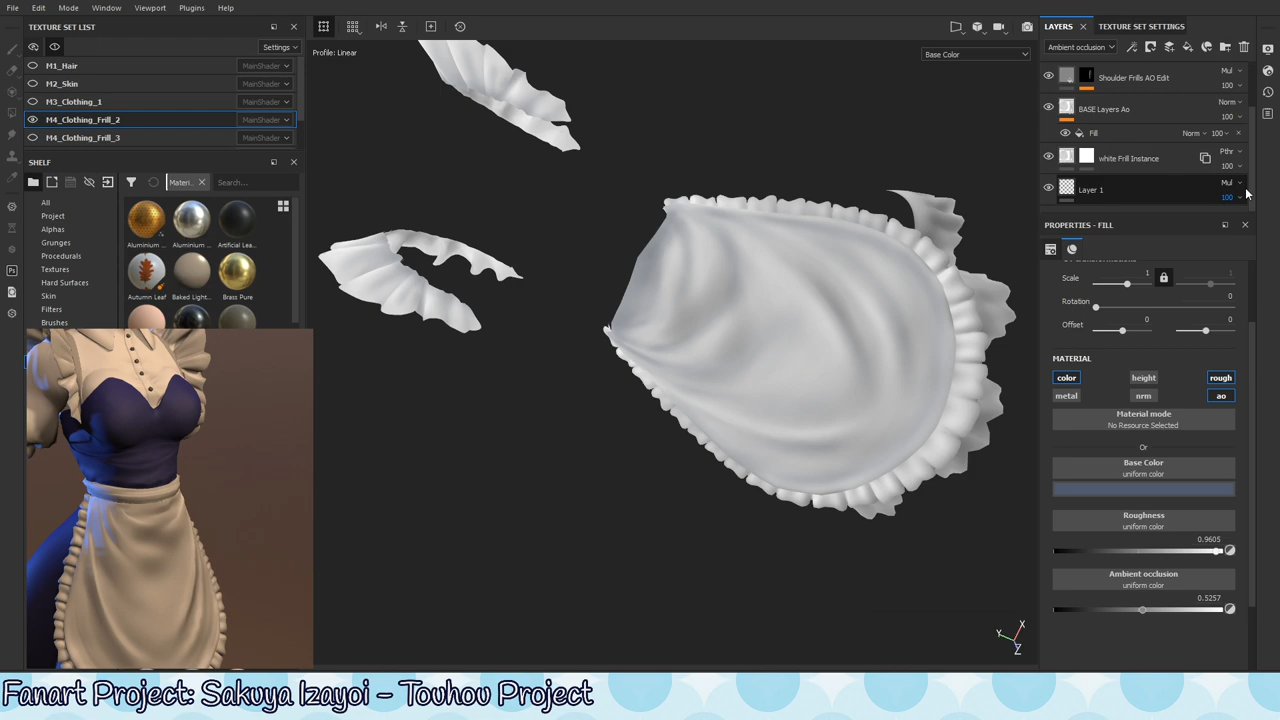 File Edit Mode Window Viewport Plugins Help
TEXTURE SET LIST
Settings
M1_Hair MainShader
M2_Skin MainShader
M3_Clothing_1 MainShader
M4_Clothing_Frill_2 MainShader
M4_Clothing_Frill_3 MainShader
SHELF
Materi... Search...
All
Project
Alphas
Grunges
Procedurals
Textures
Hard Surfaces
Skin
Filters
Brushes
Aluminium ... Aluminium ... Artificial Lea...
Autumn Leaf Baked Light... Brass Pure
Profile: Linear
Base Color
X
Y
Z
LAYERS TEXTURE SET SETTINGS
Ambient occlusion
Shoulder Frills AO Edit Mul 100
BASE Layers Ao Norm 100
Fill Norm 100
white Frill Instance Pthr 100
Layer 1 Mul 100
PROPERTIES - FILL
Scale 1 1
Rotation 0
Offset 0 0
MATERIAL
color height rough
metal nrm ao
Material mode
No Resource Selected
Or
Base Color
uniform color
Roughness
uniform color
0.9605
Ambient occlusion
uniform color
0.5257
Ps
Fanart Project: Sakuya Izayoi - Touhou Project